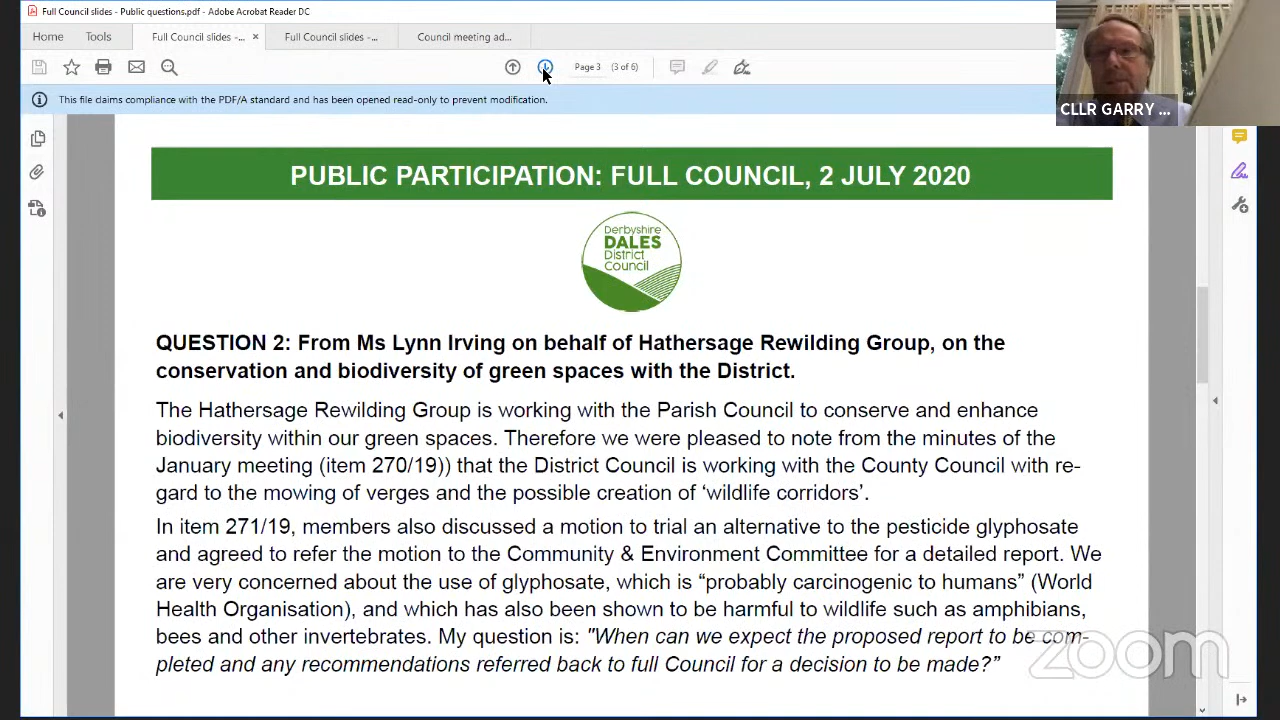 Full Council slides - Public questions.pdf - Adobe Acrobat Reader DC
Home Tools Full Council slides -... × Full Council slides -... Council meeting ad...
Page 3 (3 of 6)
CLLR GARRY ...
This file claims compliance with the PDF/A standard and has been opened read-only to prevent modification.
PUBLIC PARTICIPATION: FULL COUNCIL, 2 JULY 2020
Derbyshire
DALES
District
Council
QUESTION 2: From Ms Lynn Irving on behalf of Hathersage Rewilding Group, on the
conservation and biodiversity of green spaces with the District.
The Hathersage Rewilding Group is working with the Parish Council to conserve and enhance
biodiversity within our green spaces. Therefore we were pleased to note from the minutes of the
January meeting (item 270/19)) that the District Council is working with the County Council with re-
gard to the mowing of verges and the possible creation of ‘wildlife corridors’.
In item 271/19, members also discussed a motion to trial an alternative to the pesticide glyphosate
and agreed to refer the motion to the Community & Environment Committee for a detailed report. We
are very concerned about the use of glyphosate, which is “probably carcinogenic to humans” (World
Health Organisation), and which has also been shown to be harmful to wildlife such as amphibians,
bees and other invertebrates. My question is: "When can we expect the proposed report to be com-
pleted and any recommendations referred back to full Council for a decision to be made?”
zoom